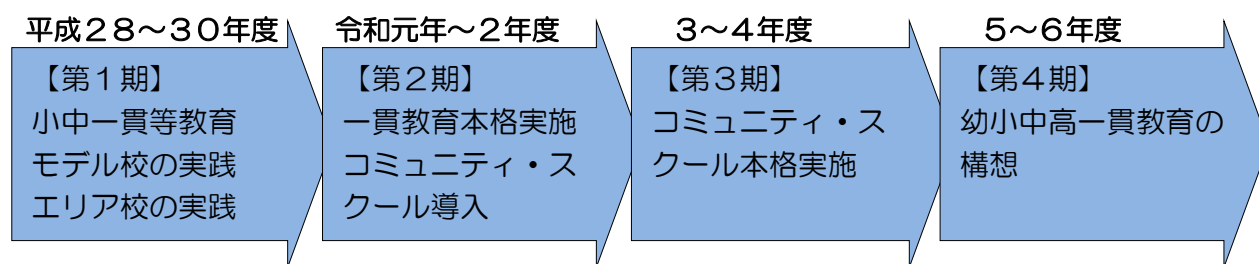 平成２８～３０年度
【第１期】
小中一貫等教育
モデル校の実践
エリア校の実践
令和元年～２年度
【第２期】
一貫教育本格実施
コミュニティ・ス
クール導入
３～４年度
【第３期】
コミュニティ・ス
クール本格実施
５～６年度
【第４期】
幼小中高一貫教育の
構想